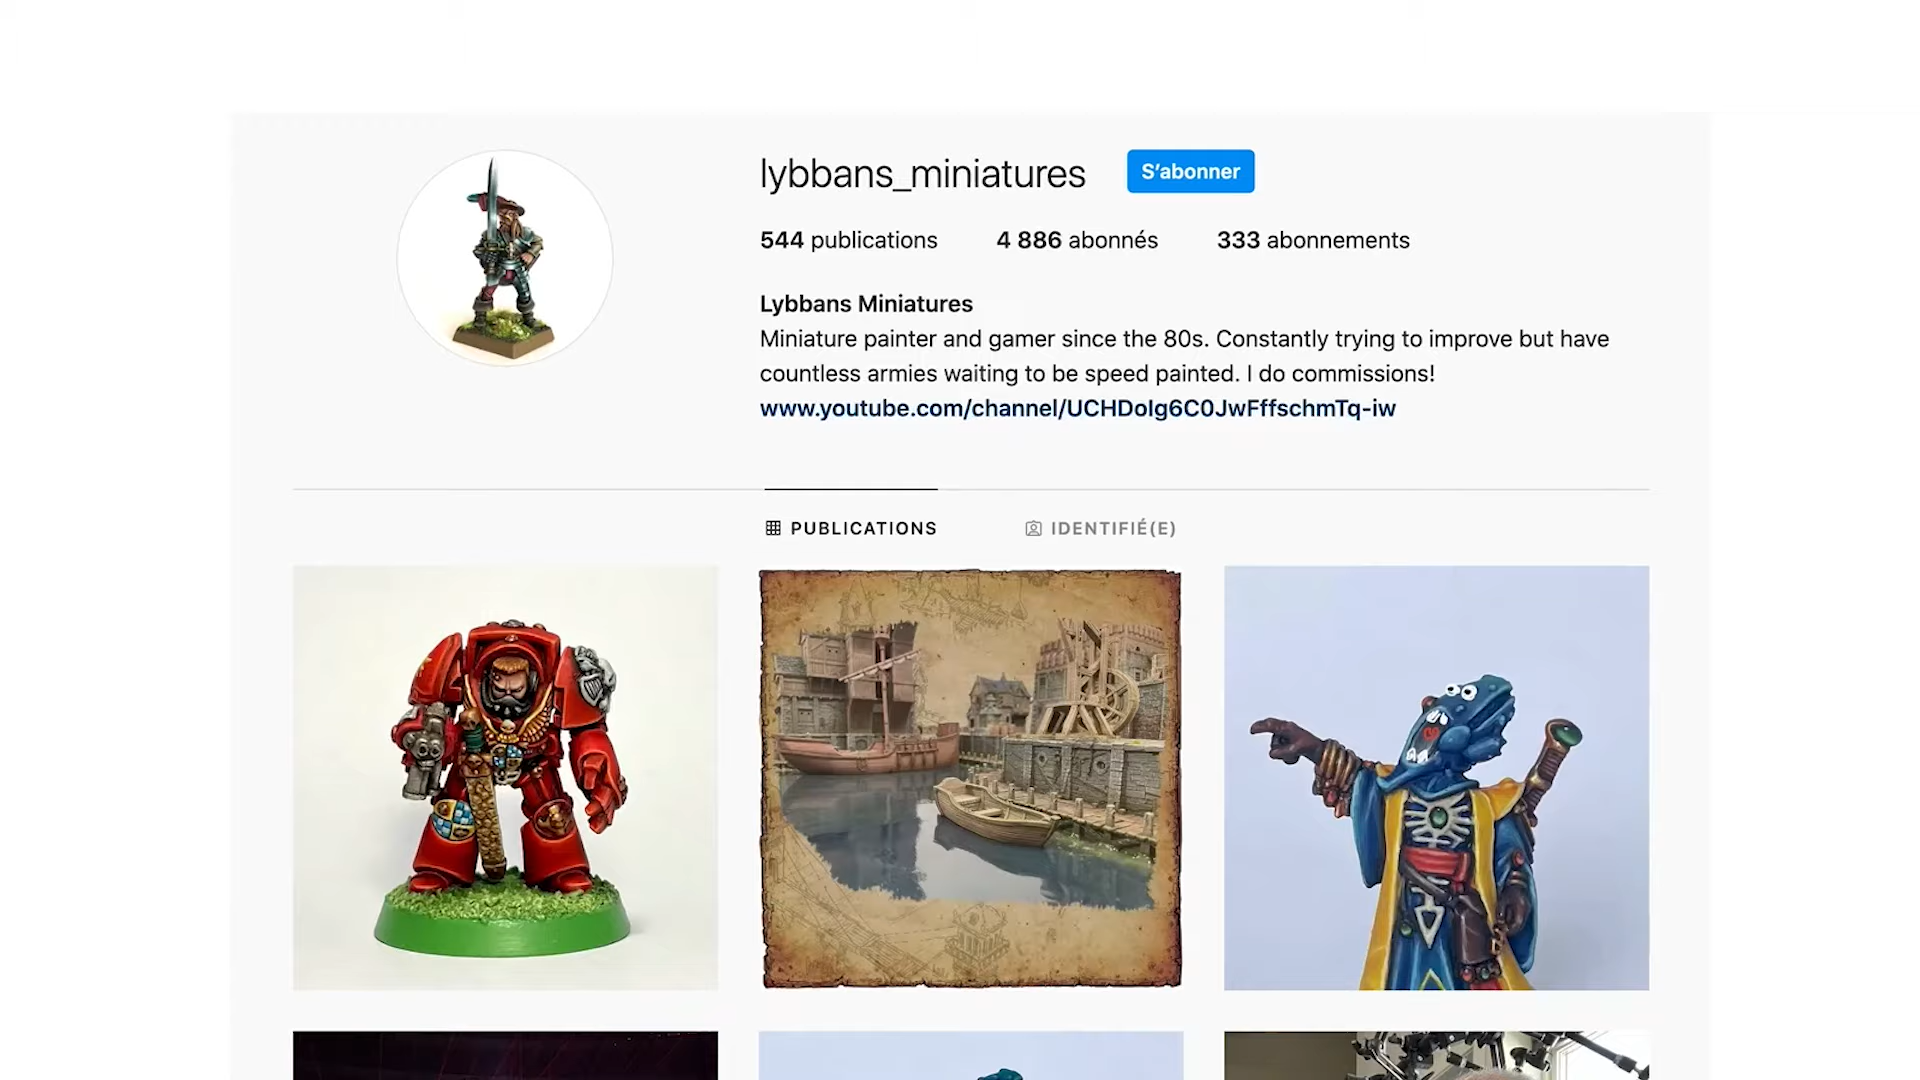 lybbans_miniatures
S’abonner
544 publications 4 886 abonnés 333 abonnements
Lybbans Miniatures
Miniature painter and gamer since the 80s. Constantly trying to improve but have
countless armies waiting to be speed painted. I do commissions!
www.youtube.com/channel/UCHDoIg6C0JwFffschmTq-iw
PUBLICATIONS
IDENTIFIÉ(E)